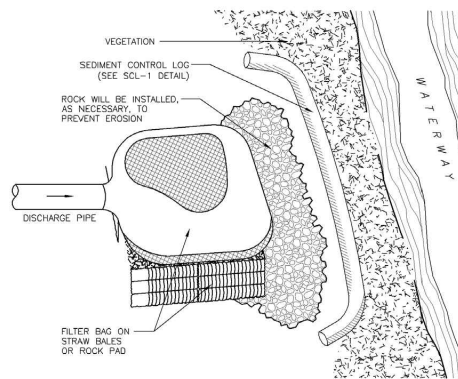 VEGETATION
SEDIMENT CONTROL LOG
(SEE SCL-1 DETAIL)
ROCK WILL BE INSTALLED,
AS NECESSARY, TO
PREVENT EROSION
WATERWAY
DISCHARGE PIPE
FILTER BAG ON
STRAW BALES
OR ROCK PAD